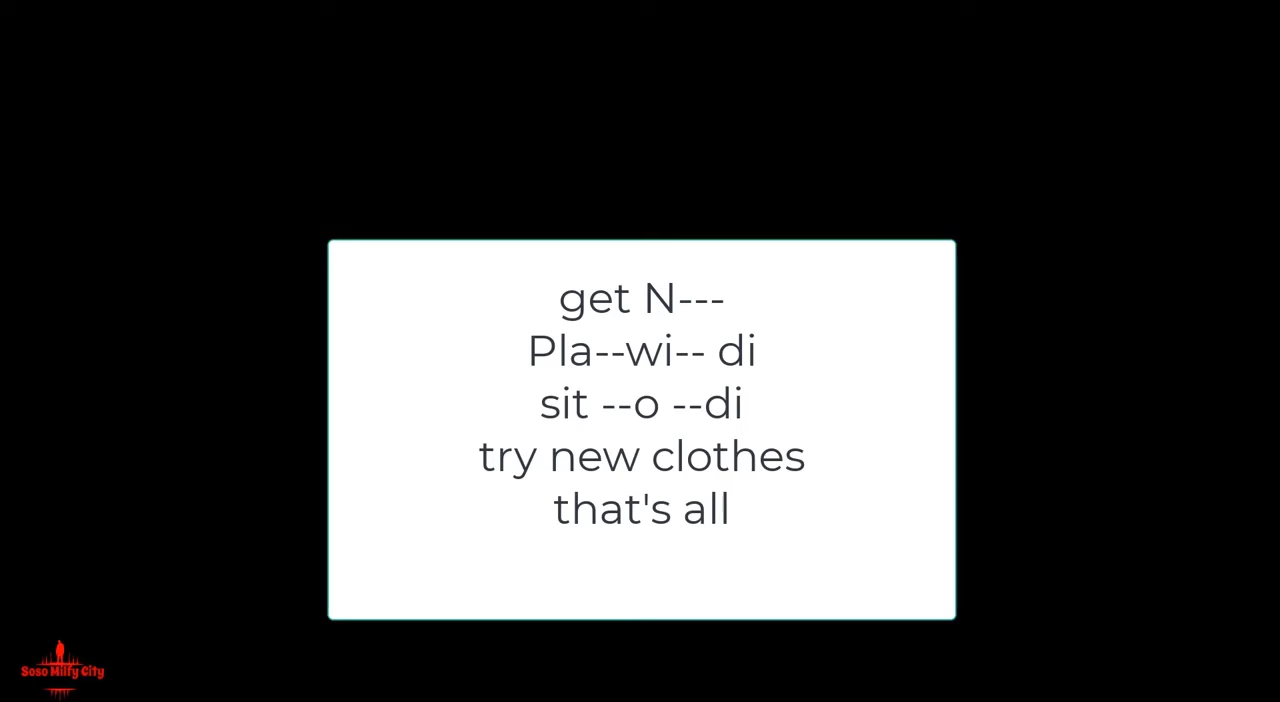 get N---
Pla--wi-- di
sit --o --di
try new clothes
that's all
Soso Milfy City